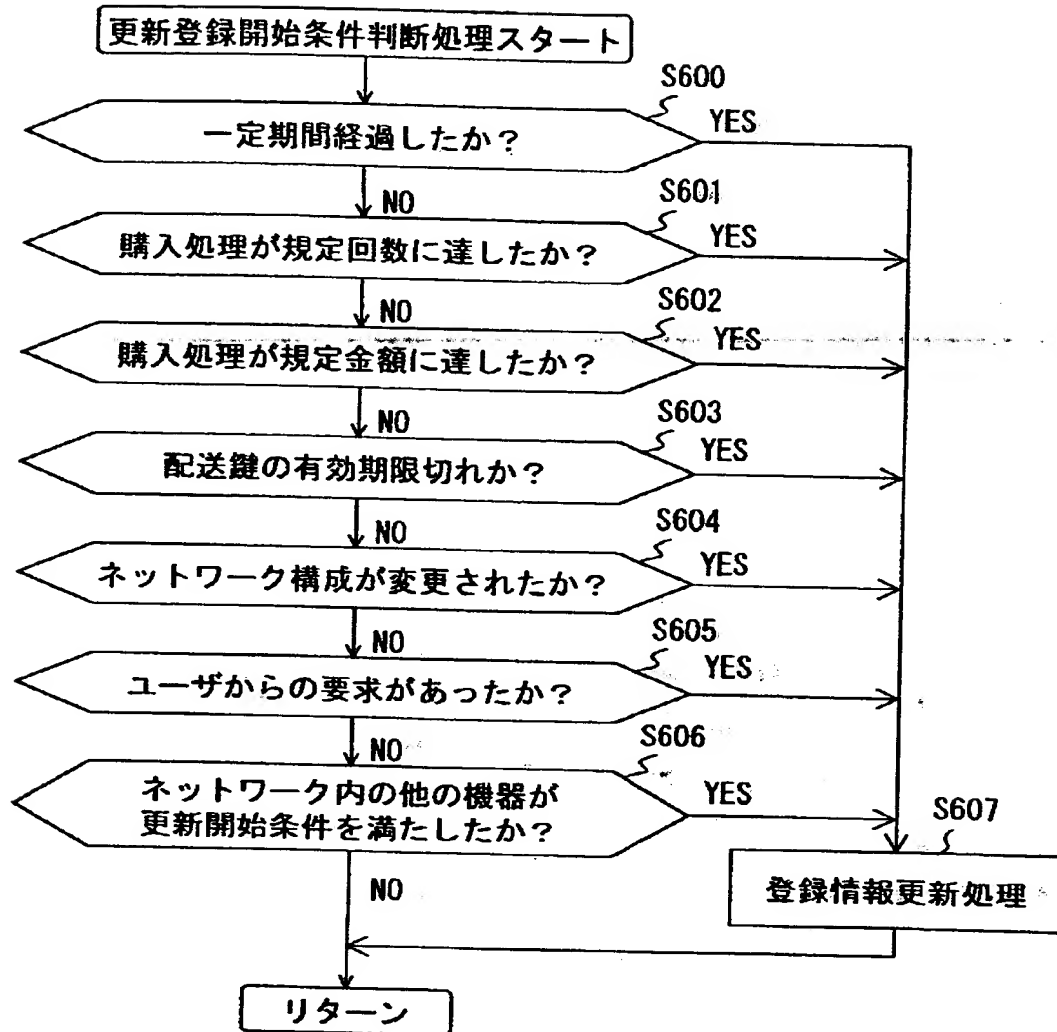 更新登録開始条件判断処理スタート
S600
一定期間経過したか？
YES
NO
S601
購入処理が規定回数に達したか？
YES
NO
S602
購入処理が規定金額に達したか？
YES
NO
S603
配送鍵の有効期限切れか？
YES
NO
S604
ネットワーク構成が変更されたか？
YES
NO
S605
ユーザからの要求があったか？
YES
NO
S606
ネットワーク内の他の機器が
更新開始条件を満たしたか？
YES
NO
S607
登録情報更新処理
リターン